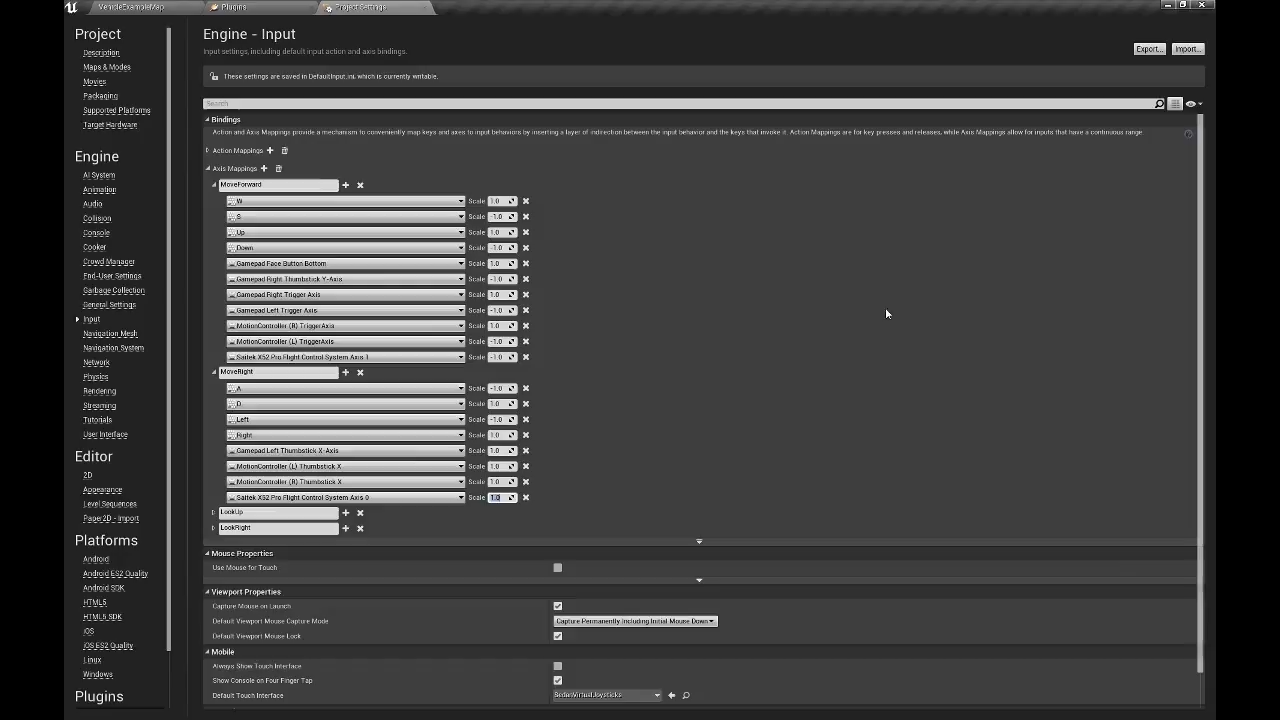 VehicleExampleMap
Plugins
Project Settings
Project
Description
Maps & Modes
Movies
Packaging
Supported Platforms
Target Hardware
Engine
AI System
Animation
Audio
Collision
Console
Cooker
Crowd Manager
End-User Settings
Garbage Collection
General Settings
Input
Navigation Mesh
Navigation System
Network
Physics
Rendering
Streaming
Tutorials
User Interface
Editor
2D
Appearance
Level Sequences
Paper2D - Import
Platforms
Android
Android ES2 Quality
Android SDK
HTML5
HTML5 SDK
iOS
iOS ES2 Quality
Linux
Windows
Plugins
Engine - Input
Input settings, including default input action and axis bindings.
Export...
Import...
These settings are saved in DefaultInput.ini, which is currently writable.
Search
Bindings
Action and Axis Mappings provide a mechanism to conveniently map keys and axes to input behaviors by inserting a layer of indirection between the input behavior and the keys that invoke it. Action Mappings are for key presses and releases, while Axis Mappings allow for inputs that have a continuous range.
Action Mappings
Axis Mappings
MoveForward
W Scale 1.0
S Scale -1.0
Up Scale 1.0
Down Scale -1.0
Gamepad Face Button Bottom Scale 1.0
Gamepad Right Thumbstick Y-Axis Scale -1.0
Gamepad Right Trigger Axis Scale 1.0
Gamepad Left Trigger Axis Scale -1.0
MotionController (R) TriggerAxis Scale 1.0
MotionController (L) TriggerAxis Scale -1.0
Saitek X52 Pro Flight Control System Axis 1 Scale -1.0
MoveRight
A Scale -1.0
D Scale 1.0
Left Scale -1.0
Right Scale 1.0
Gamepad Left Thumbstick X-Axis Scale 1.0
MotionController (L) Thumbstick X Scale 1.0
MotionController (R) Thumbstick X Scale 1.0
Saitek X52 Pro Flight Control System Axis 0 Scale 1.0
LookUp
LookRight
Mouse Properties
Use Mouse for Touch
Viewport Properties
Capture Mouse on Launch
Default Viewport Mouse Capture Mode Capture Permanently Including Initial Mouse Down
Default Viewport Mouse Lock
Mobile
Always Show Touch Interface
Show Console on Four Finger Tap
Default Touch Interface SedanVirtualJoysticks